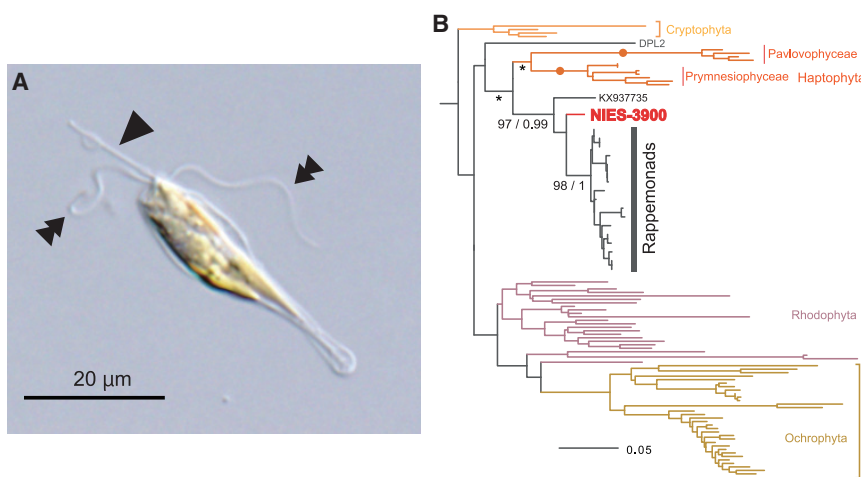 A
20 µm
B
Cryptophyta
DPL2
Pavlovophyceae
*
Prymnesiophyceae Haptophyta
*
KX937735
97 / 0.99
NIES-3900
98 / 1
Rappemonads
Rhodophyta
Ochrophyta
0.05